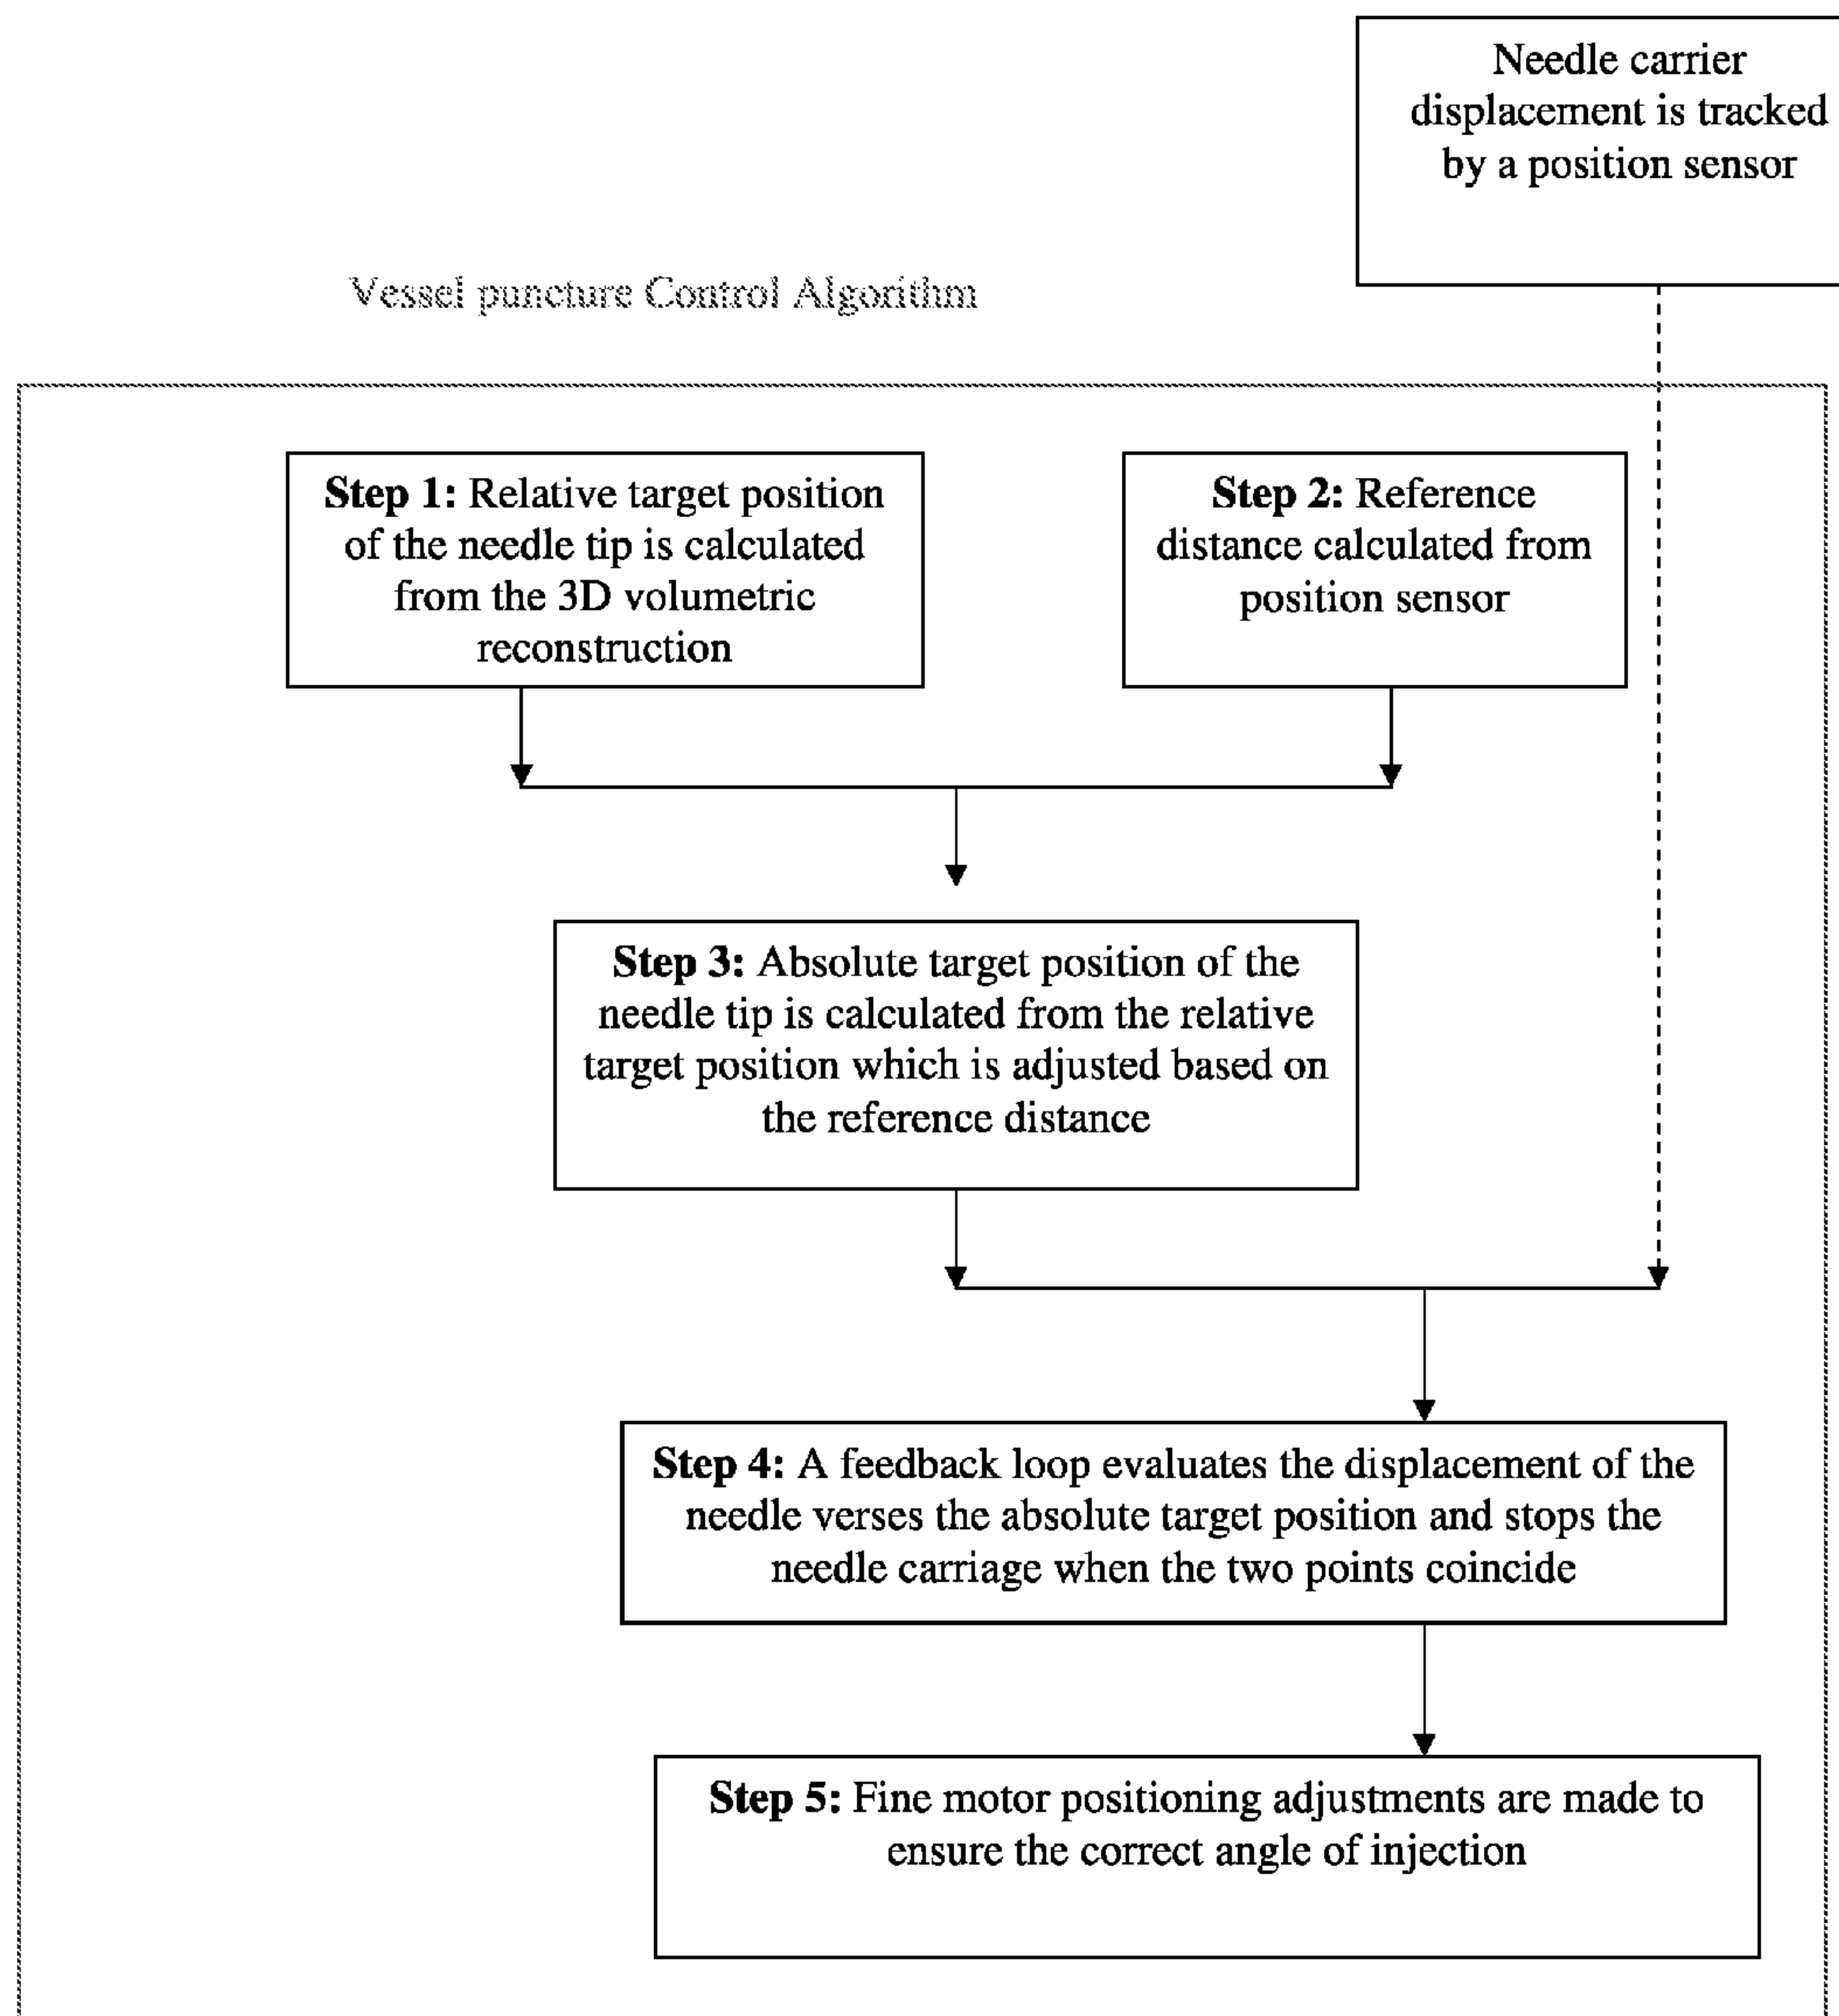 Needle carrier
displacement is tracked
by a position sensor
Vessel puncture Control Algorithm
Step 1: Relative target position
of the needle tip is calculated
from the 3D volumetric
reconstruction
Step 2: Reference
distance calculated from
position sensor
Step 3: Absolute target position of the
needle tip is calculated from the relative
target position which is adjusted based on
the reference distance
Step 4: A feedback loop evaluates the displacement of the
needle verses the absolute target position and stops the
needle carriage when the two points coincide
Step 5: Fine motor positioning adjustments are made to
ensure the correct angle of injection